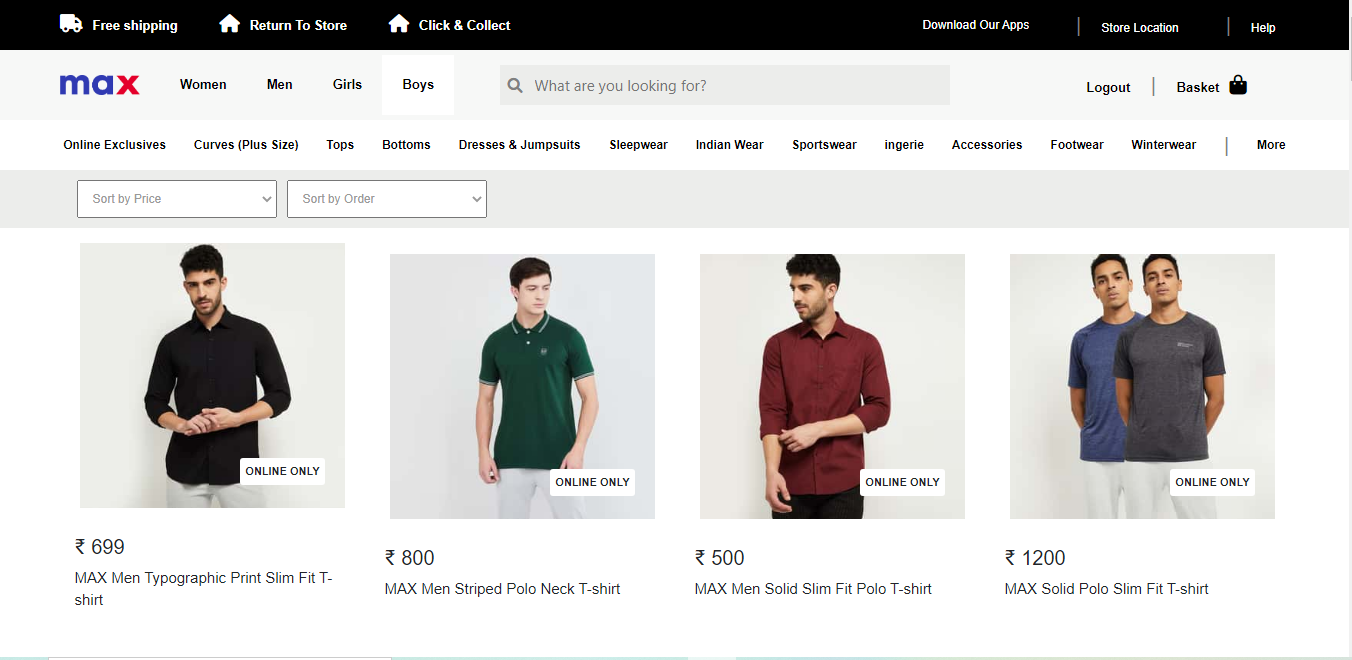 Free shipping
Return To Store
Click & Collect
Download Our Apps
Store Location
Help
max
Women
Men
Girls
Boys
What are you looking for?
Logout
Basket
Online Exclusives
Curves (Plus Size)
Tops
Bottoms
Dresses & Jumpsuits
Sleepwear
Indian Wear
Sportswear
ingerie
Accessories
Footwear
Winterwear
More
Sort by Price
Sort by Order
ONLINE ONLY
ONLINE ONLY
ONLINE ONLY
ONLINE ONLY
₹ 699
MAX Men Typographic Print Slim Fit T-
shirt
₹ 800
MAX Men Striped Polo Neck T-shirt
₹ 500
MAX Men Solid Slim Fit Polo T-shirt
₹ 1200
MAX Solid Polo Slim Fit T-shirt